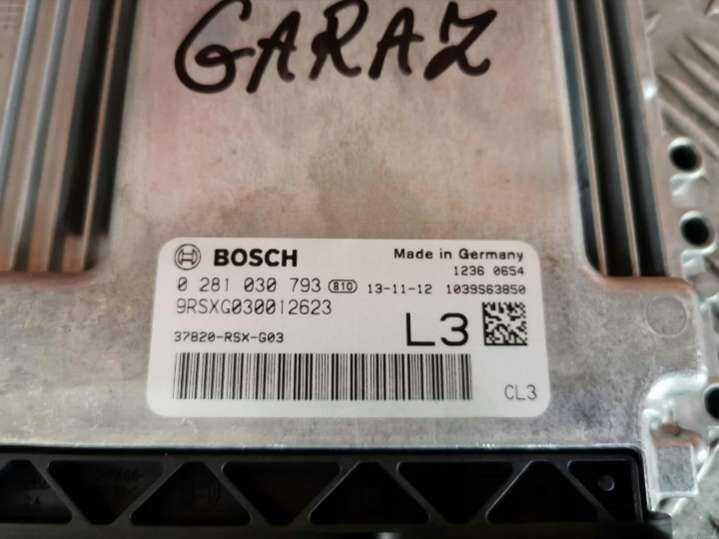 GARAZ
BOSCH Made in Germany
1236 0654
0 281 030 793 810 13-11-12 1039S63850
9RSXG030012623
37820-RSX-G03 L3
CL3